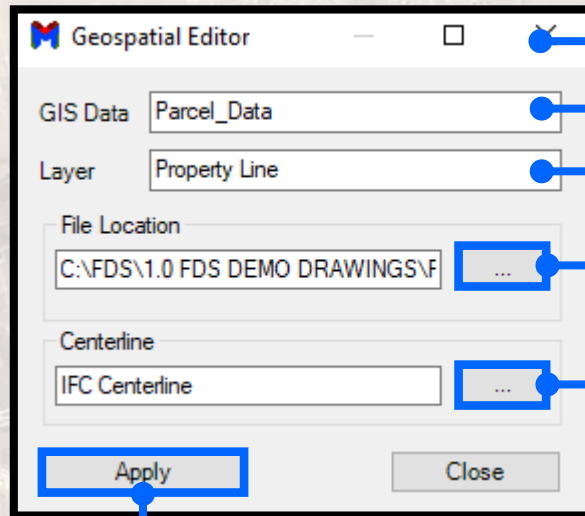 Geospatial Editor
GIS Data Parcel_Data
Layer Property Line
File Location
C:\FDS\1.0 FDS DEMO DRAWINGS\F
...
Centerline
IFC Centerline
...
Apply Close